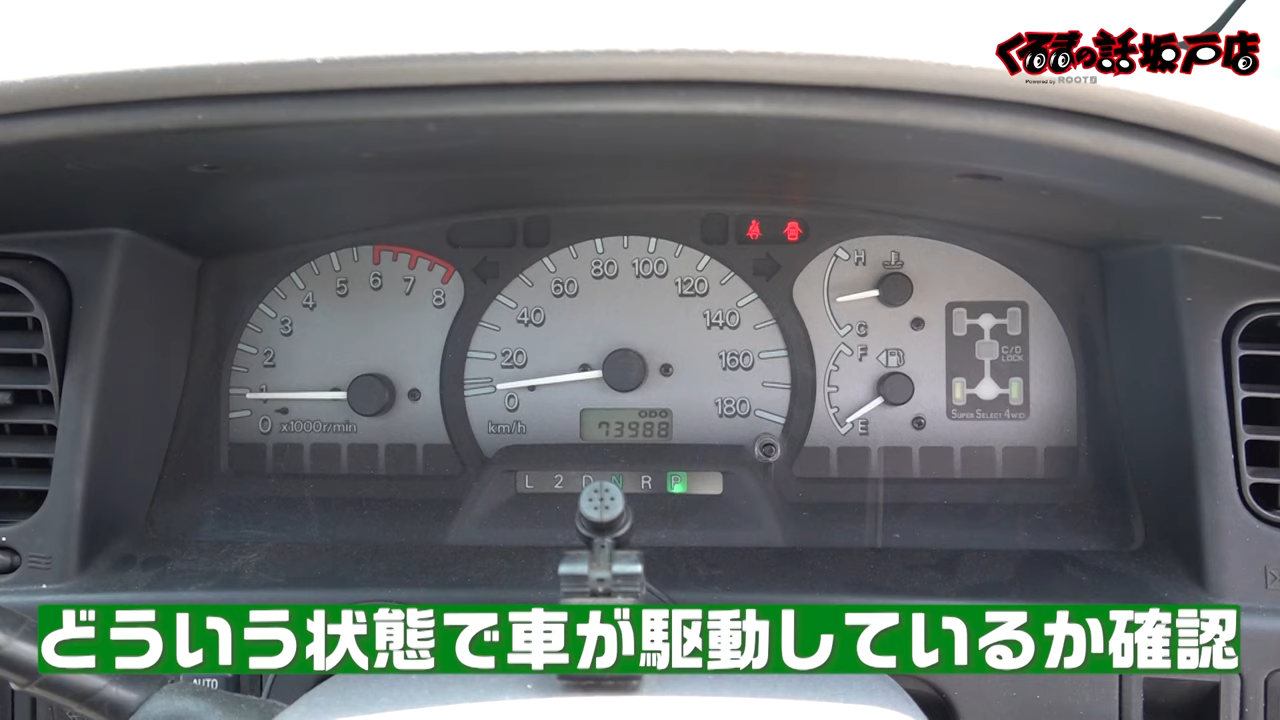 くるまの話坂戸店
Powered by ROOTS
H
C
F
E
C/D
LOCK
SUPER SELECT 4WD
0 1 2 3 4 5 6 7 8
x1000r/min
0 20 40 60 80 100 120 140 160 180
km/h
ODO
73988
L 2 D N R P
どういう状態で車が駆動しているか確認
AUTO